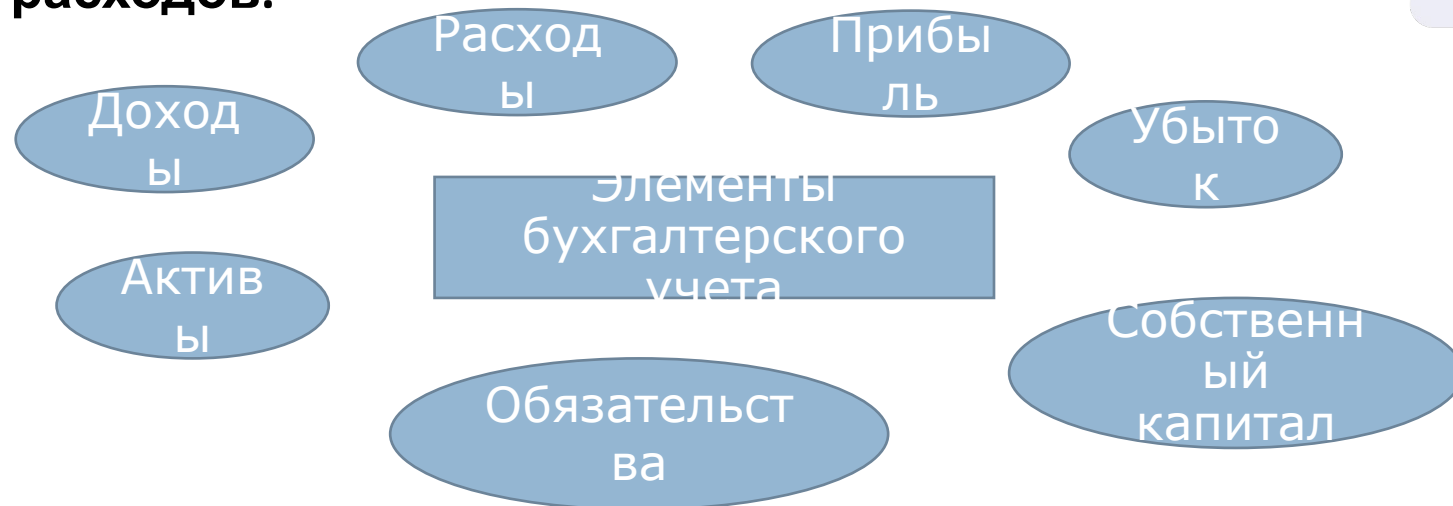 расходов.
Расход
ы
Прибы
ль
Доход
ы
Убыто
к
Элементы
бухгалтерского
учета
Актив
ы
Собственн
ый
капитал
Обязательст
ва